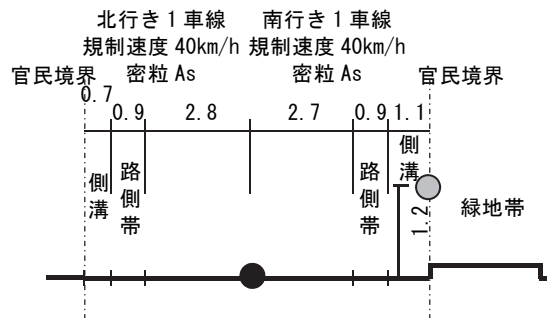 北行き１車線 南行き１車線
規制速度 40km/h 規制速度 40km/h
密粒 As 密粒 As
官民境界 官民境界
0.7 0.9 2.8 2.7 0.9 1.1
側溝
路側帯
路側帯
側溝
1.2
緑地帯